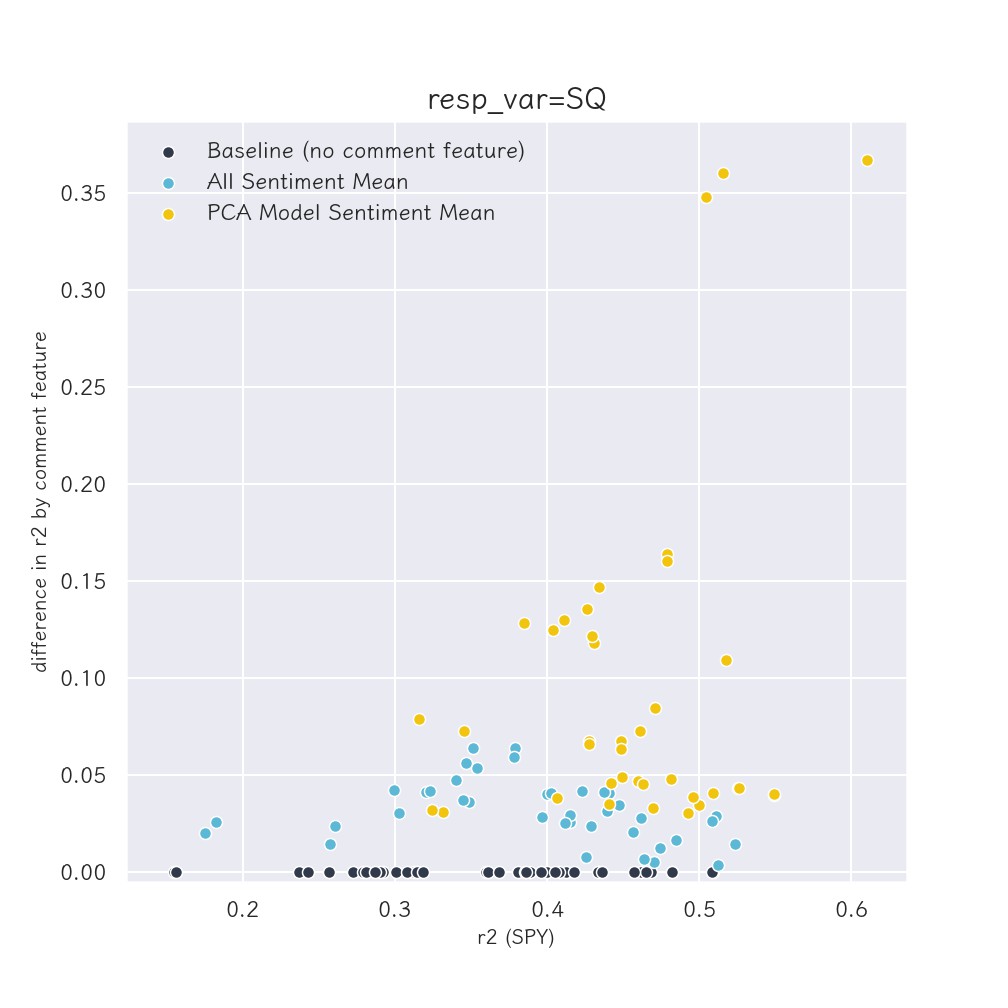 resp_var=SQ
Baseline (no comment feature)
All Sentiment Mean
PCA Model Sentiment Mean
0.35
0.30
0.25
0.20
0.15
0.10
0.05
0.00
difference in r2 by comment feature
0.2 0.3 0.4 0.5 0.6
r2 (SPY)